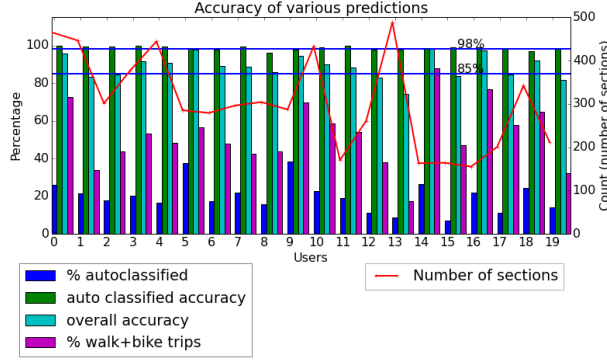 Accuracy of various predictions
100
80
60
40
20
0
Percentage
98%
85%
500
400
300
200
100
0
Count (number of sections)
0 1 2 3 4 5 6 7 8 9 10 11 12 13 14 15 16 17 18 19
Users
% autoclassified
auto classified accuracy
overall accuracy
% walk+bike trips
Number of sections